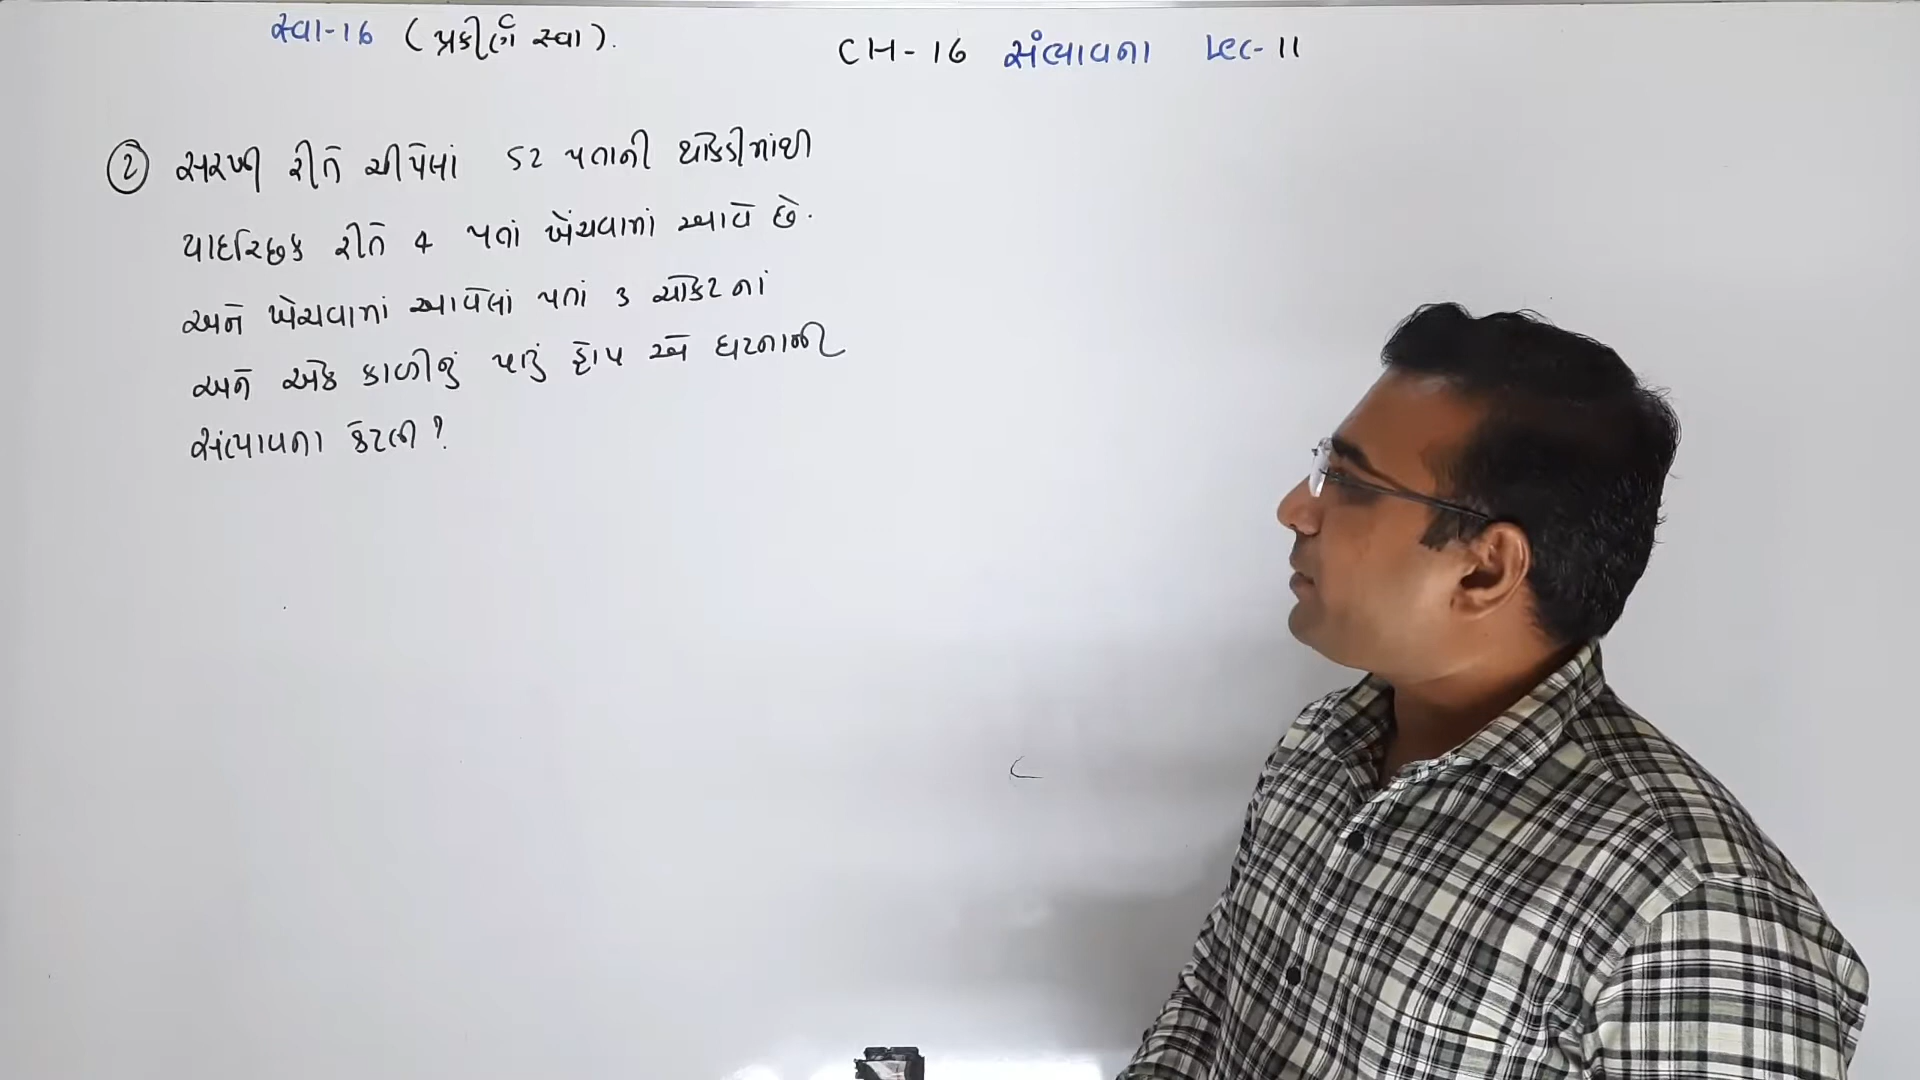 સ્વા-16 (પ્રકીર્ણ સ્વા).
CH-16 સંભાવના Lec-11
② સરખી રીતે ચીપેલાં 52 પતાની થોકડીમાંથી
યાદચ્છિક રીતે 4 પતાં ખેંચવામાં આવે છે.
અને ખેચવામાં આવેલાં પતાં 3 ચોકટનાં
અને એક કાળીનું પતું હોય એ ઘટનાની
સંભાવના કેટલી?